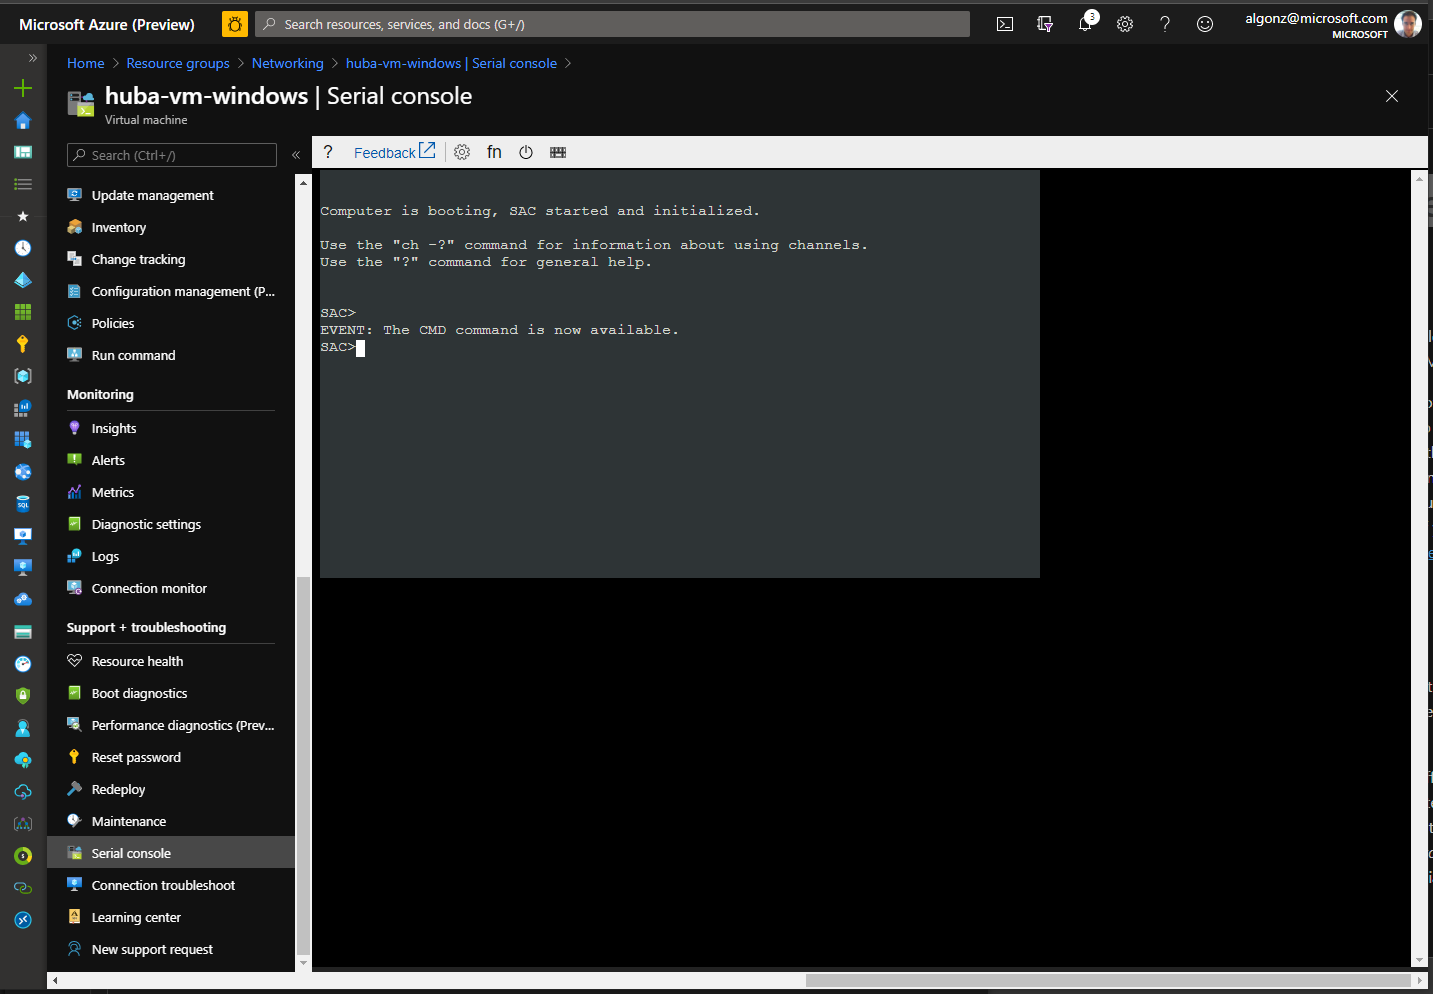 Microsoft Azure (Preview)
Search resources, services, and docs (G+/)
3
algonz@microsoft.com
MICROSOFT
Home > Resource groups > Networking > huba-vm-windows | Serial console >
huba-vm-windows | Serial console
Virtual machine
Search (Ctrl+/)
? Feedback fn
Update management
Inventory
Change tracking
Configuration management (P...
Policies
Run command
Monitoring
Insights
Alerts
Metrics
Diagnostic settings
Logs
Connection monitor
Support + troubleshooting
Resource health
Boot diagnostics
Performance diagnostics (Prev...
Reset password
Redeploy
Maintenance
Serial console
Connection troubleshoot
Learning center
New support request
Computer is booting, SAC started and initialized.
Use the "ch -?" command for information about using channels.
Use the "?" command for general help.
SAC>
EVENT: The CMD command is now available.
SAC>